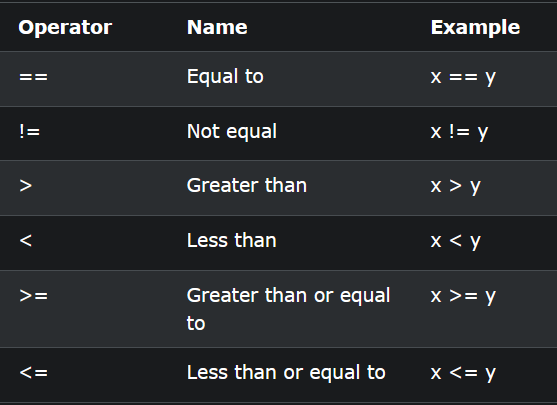 Operator Name Example
== Equal to x == y
!= Not equal x != y
> Greater than x > y
< Less than x < y
>= Greater than or equal x >= y
to
<= Less than or equal to x <= y